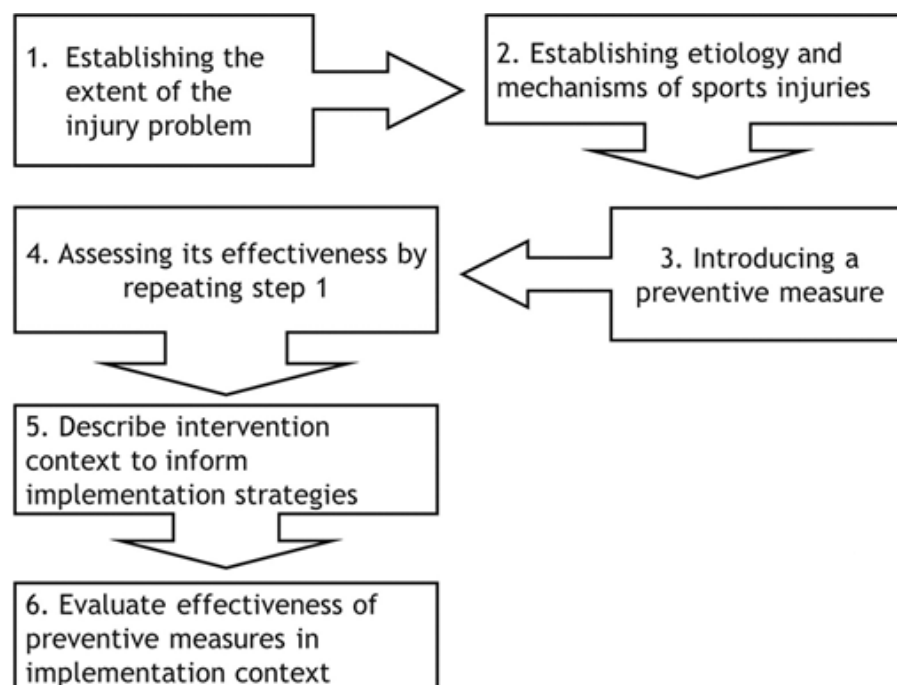 1. Establishing the
extent of the
injury problem
2. Establishing etiology and
mechanisms of sports injuries
3. Introducing a
preventive measure
4. Assessing its effectiveness by
repeating step 1
5. Describe intervention
context to inform
implementation strategies
6. Evaluate effectiveness of
preventive measures in
implementation context